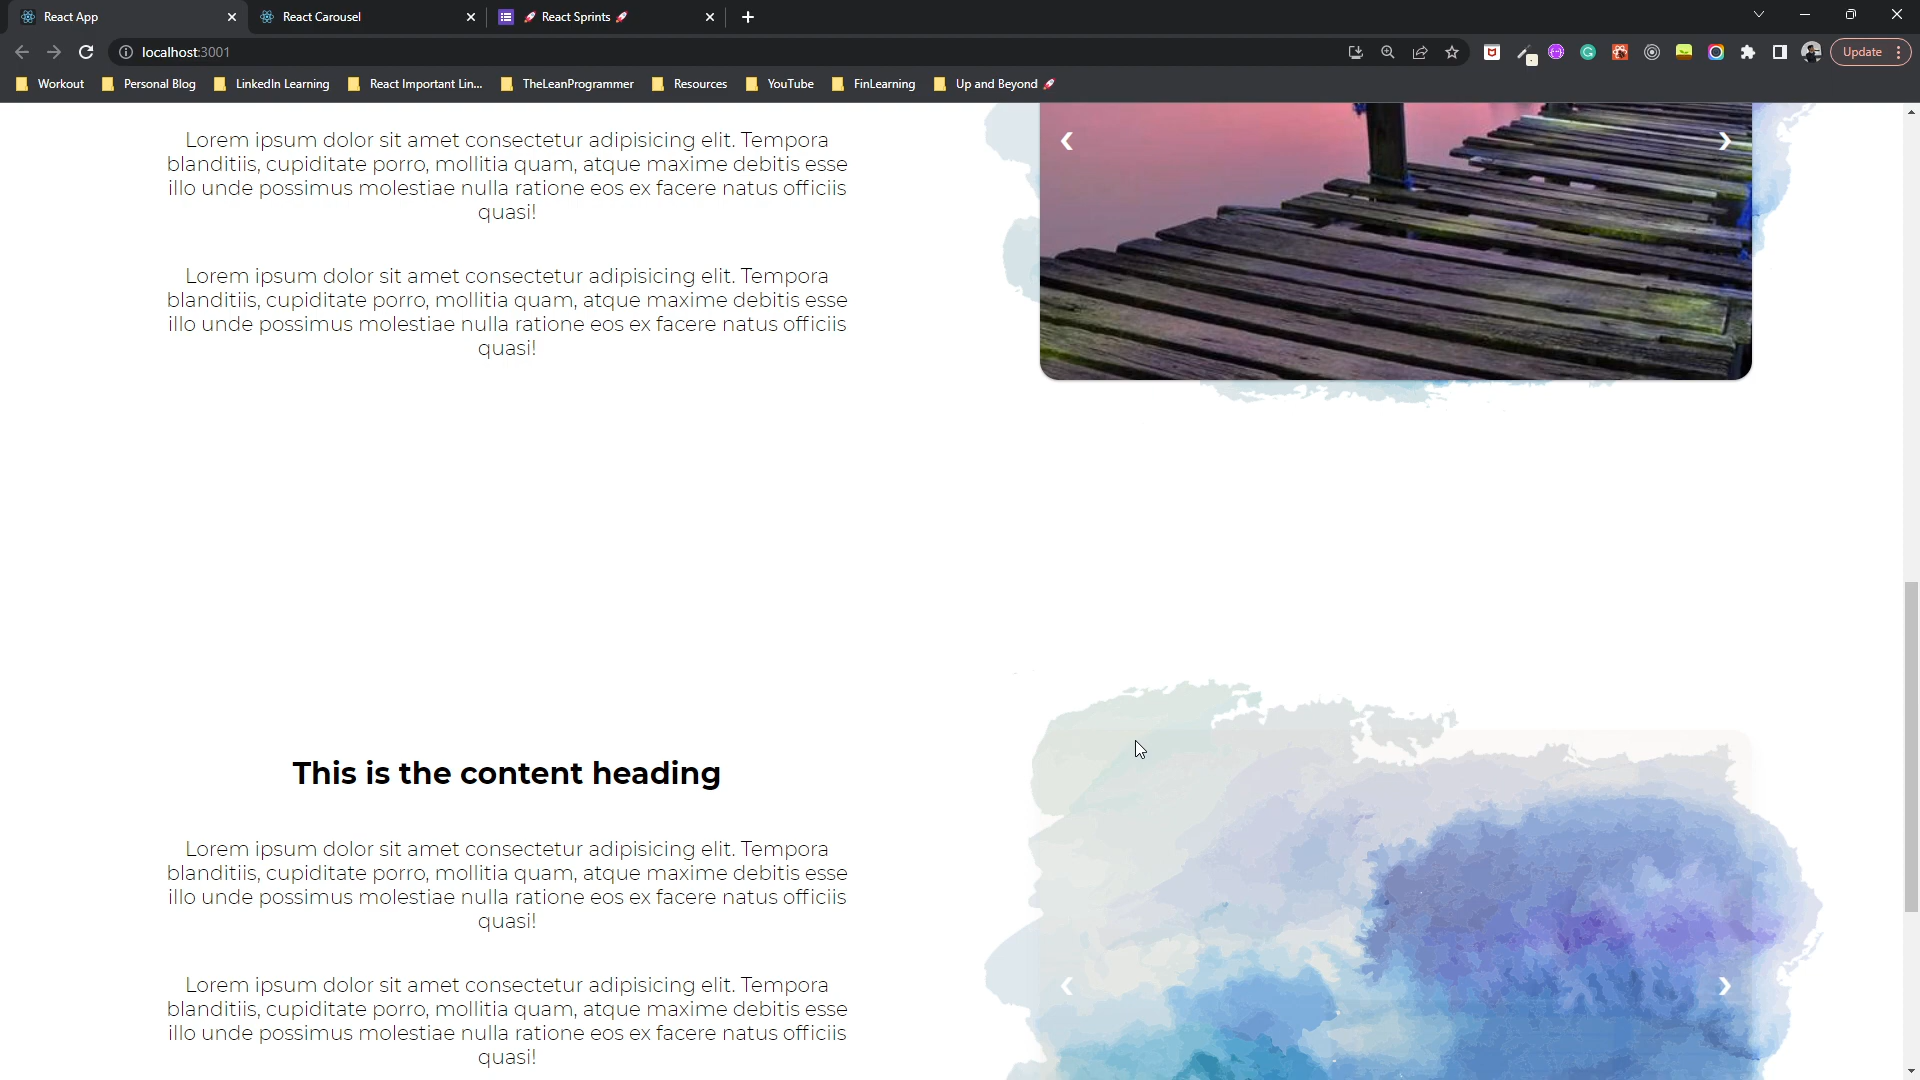 React App
React Carousel
🚀 React Sprints 🚀
localhost:3001
Update
Workout
Personal Blog
LinkedIn Learning
React Important Lin...
TheLeanProgrammer
Resources
YouTube
FinLearning
Up and Beyond 🚀
Lorem ipsum dolor sit amet consectetur adipisicing elit. Tempora
blanditiis, cupiditate porro, mollitia quam, atque maxime debitis esse
illo unde possimus molestiae nulla ratione eos ex facere natus officiis
quasi!
Lorem ipsum dolor sit amet consectetur adipisicing elit. Tempora
blanditiis, cupiditate porro, mollitia quam, atque maxime debitis esse
illo unde possimus molestiae nulla ratione eos ex facere natus officiis
quasi!
This is the content heading
Lorem ipsum dolor sit amet consectetur adipisicing elit. Tempora
blanditiis, cupiditate porro, mollitia quam, atque maxime debitis esse
illo unde possimus molestiae nulla ratione eos ex facere natus officiis
quasi!
Lorem ipsum dolor sit amet consectetur adipisicing elit. Tempora
blanditiis, cupiditate porro, mollitia quam, atque maxime debitis esse
illo unde possimus molestiae nulla ratione eos ex facere natus officiis
quasi!